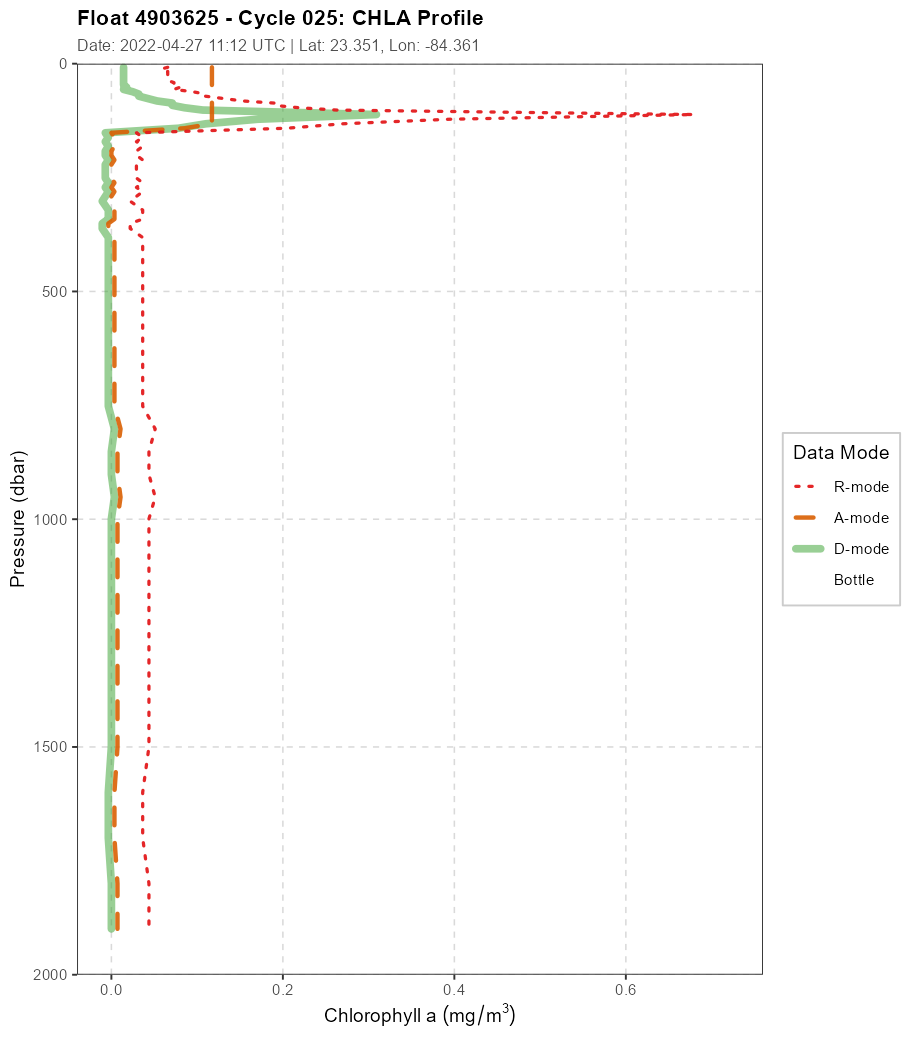 Float 4903625 - Cycle 025: CHLA Profile
Date: 2022-04-27 11:12 UTC | Lat: 23.351, Lon: -84.361
0
500
1000
1500
2000
Pressure (dbar)
0.0 0.2 0.4 0.6
Chlorophyll a (mg/m³)
Data Mode
R-mode
A-mode
D-mode
Bottle